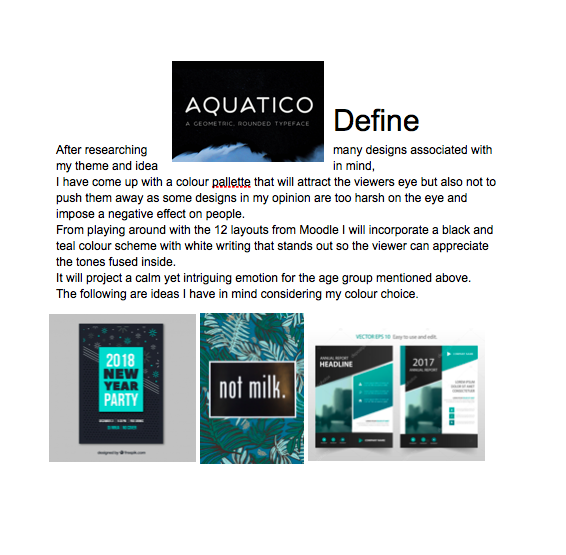 AQUATICO
A GEOMETRIC, ROUNDED TYPEFACE
Define
After researching many designs associated with
my theme and idea in mind,
I have come up with a colour pallette that will attract the viewers eye but also not to
push them away as some designs in my opinion are too harsh on the eye and
impose a negative effect on people.
From playing around with the 12 layouts from Moodle I will incorporate a black and
teal colour scheme with white writing that stands out so the viewer can appreciate
the tones fused inside.
It will project a calm yet intriguing emotion for the age group mentioned above.
The following are ideas I have in mind considering my colour choice.
2018
NEW
YEAR
PARTY
designed by freepik.com
not milk.
VECTOR EPS 10 Easy to use and edit.
ANNUAL REPORT
HEADLINE
COMPANY NAME
2017
ANNUAL REPORT
COMPANY NAME
LOREM IPSUM